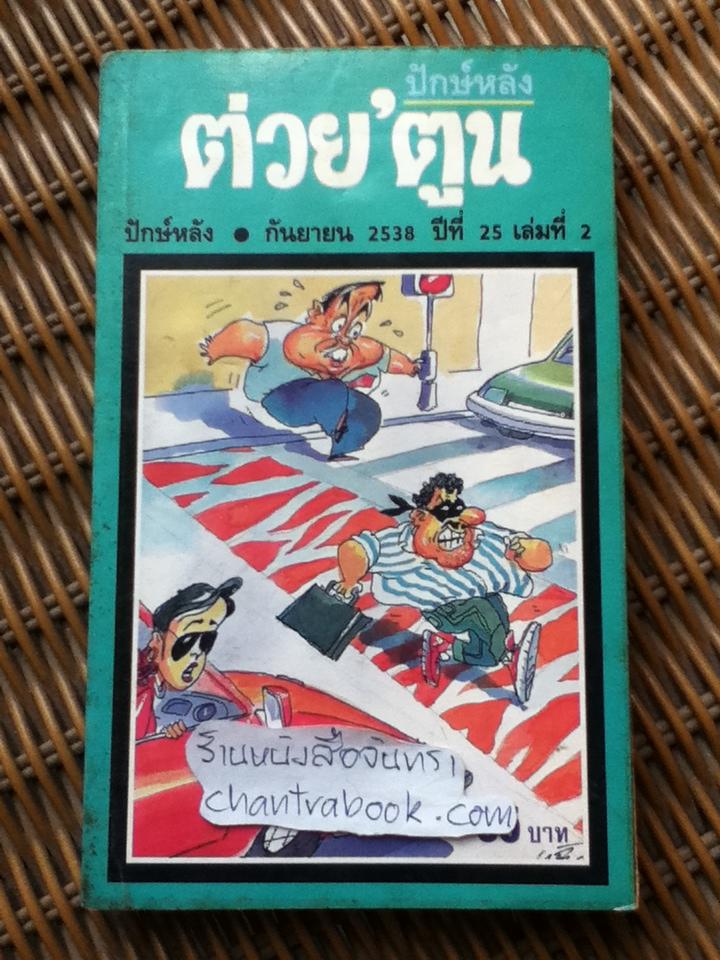 ปักษ์หลัง
ต่วย'ตูน
ปักษ์หลัง ● กันยายน 2538 ปีที่ 25 เล่มที่ 2
ร้านหนังสือจันทรา
chantrabook.com
บาท